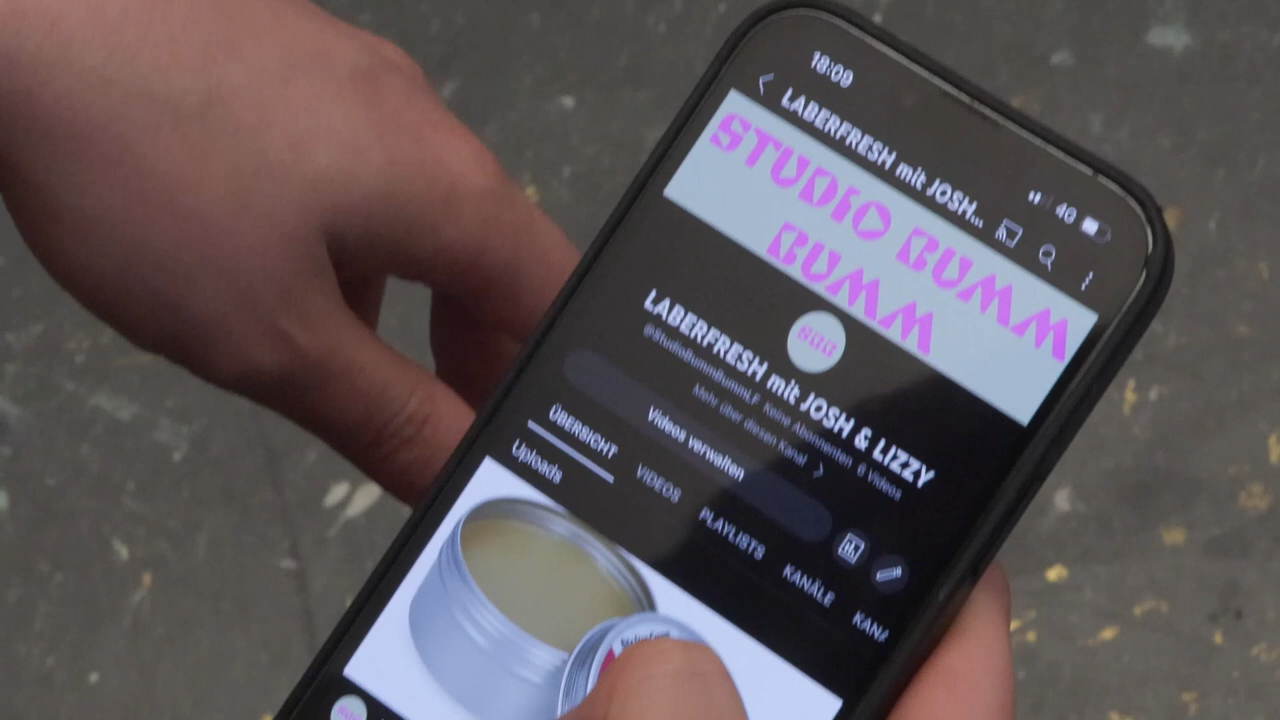 18:09
4G
LABERFRESH mit JOSH...
STUDIO BUMM
BUMM
LABERFRESH mit JOSH & LIZZY
@StudioBummBummLF Keine Abonnenten 6 Videos
Mehr über diesen Kanal
Videos verwalten
ÜBERSICHT VIDEOS PLAYLISTS KANÄLE KANA
Uploads